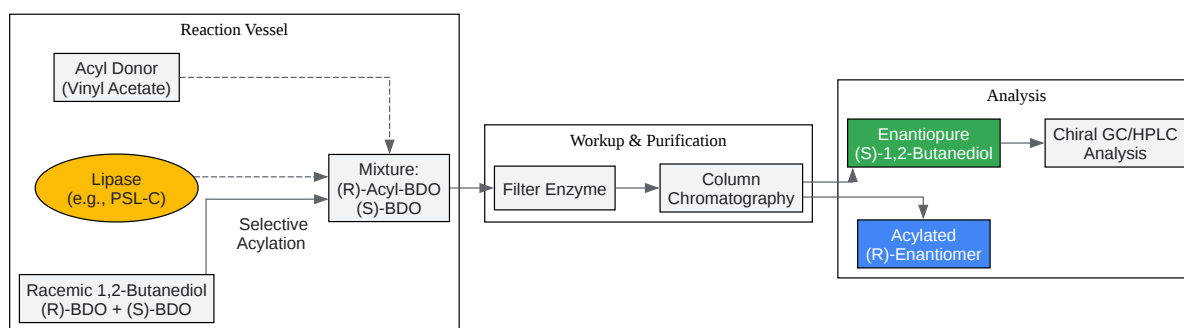 Reaction Vessel
Acyl Donor
(Vinyl Acetate)
Lipase
(e.g., PSL-C)
Racemic 1,2-Butanediol
(R)-BDO + (S)-BDO
Selective
Acylation
Mixture:
(R)-Acyl-BDO
(S)-BDO
Workup & Purification
Filter Enzyme
Column
Chromatography
Analysis
Enantiopure
(S)-1,2-Butanediol
Chiral GC/HPLC
Analysis
Acylated
(R)-Enantiomer